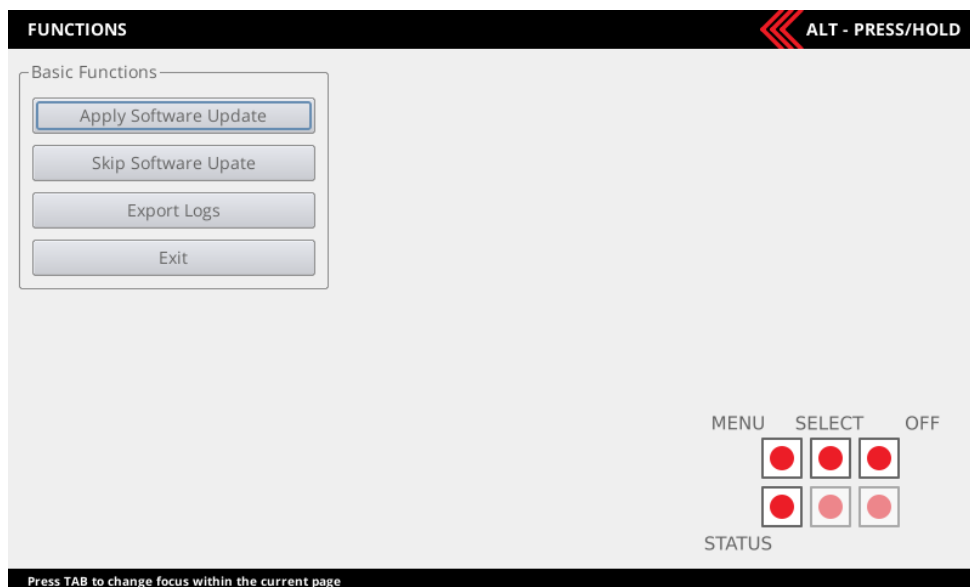 FUNCTIONS
ALT - PRESS/HOLD
Basic Functions
Apply Software Update
Skip Software Upate
Export Logs
Exit
MENU SELECT OFF
STATUS
Press TAB to change focus within the current page